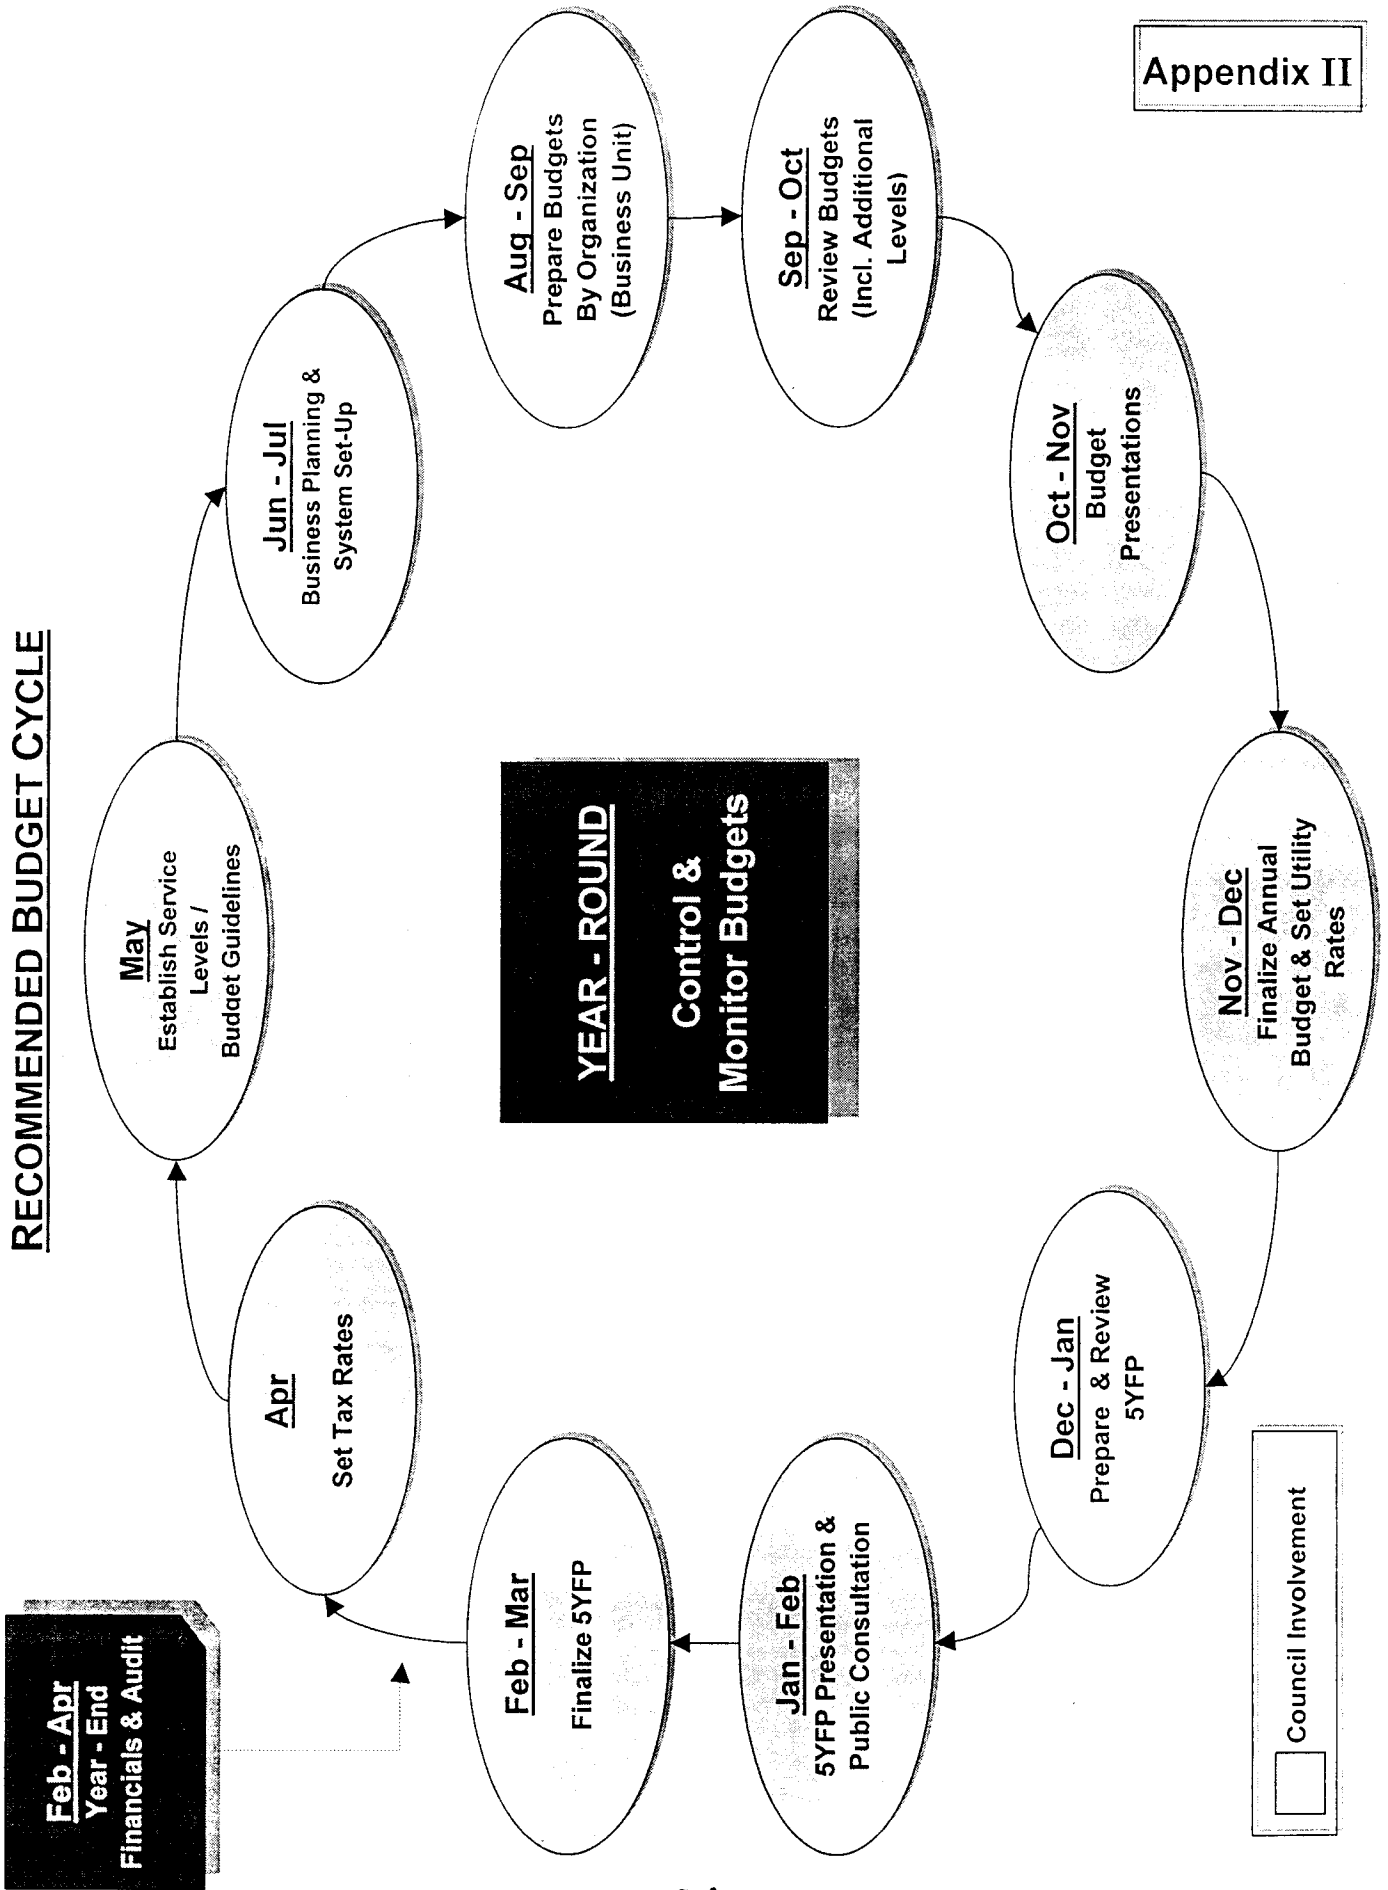 RECOMMENDED BUDGET CYCLE
Feb - Apr
Year - End
Financials & Audit
May
Establish Service
Levels /
Budget Guidelines
Jun - Jul
Business Planning &
System Set-Up
Aug - Sep
Prepare Budgets
By Organization
(Business Unit)
Sep - Oct
Review Budgets
(Incl. Additional
Levels)
Oct - Nov
Budget
Presentations
Nov - Dec
Finalize Annual
Budget & Set Utility
Rates
Dec - Jan
Prepare & Review
5YFP
Jan - Feb
5YFP Presentation &
Public Consultation
Feb - Mar
Finalize 5YFP
Apr
Set Tax Rates
YEAR - ROUND
Control &
Monitor Budgets
Council Involvement
Appendix II